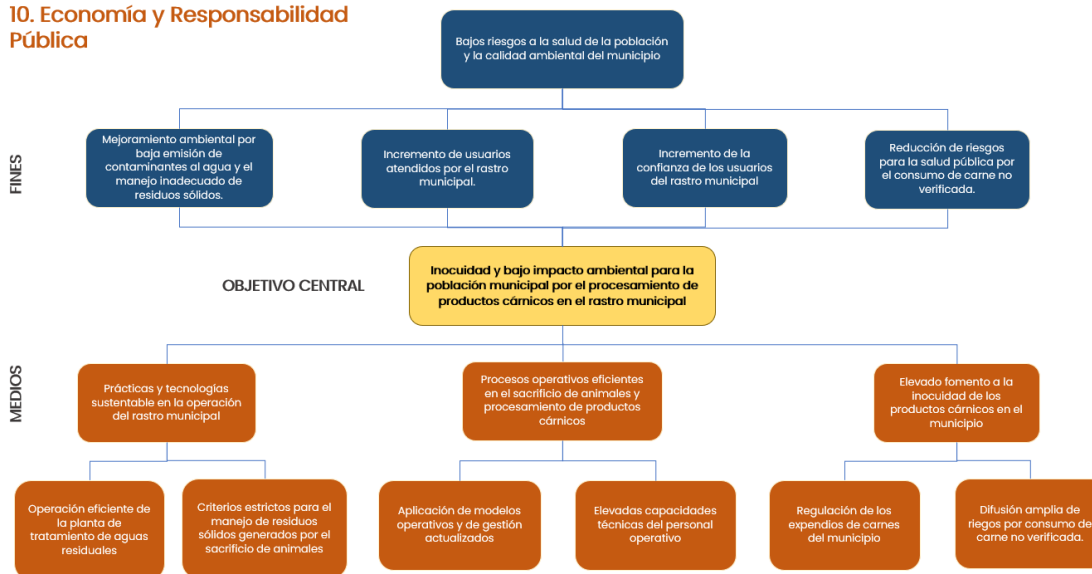 10. Economía y Responsabilidad
Pública
Bajos riesgos a la salud de la población
y la calidad ambiental del municipio
FINES
Mejoramiento ambiental por
baja emisión de
contaminantes al agua y el
manejo inadecuado de
residuos sólidos.
Incremento de usuarios
atendidos por el rastro
municipal.
Incremento de la
confianza de los usuarios
del rastro municipal
Reducción de riesgos
para la salud pública por
el consumo de carne no
verificada.
OBJETIVO CENTRAL
Inocuidad y bajo impacto ambiental para la
población municipal por el procesamiento de
productos cárnicos en el rastro municipal
MEDIOS
Prácticas y tecnologías
sustentable en la operación
del rastro municipal
Procesos operativos eficientes
en el sacrificio de animales y
procesamiento de productos
cárnicos
Elevado fomento a la
inocuidad de los
productos cárnicos en el
municipio
Operación eficiente de
la planta de
tratamiento de aguas
residuales
Criterios estrictos para el
manejo de residuos
sólidos generados por el
sacrificio de animales
Aplicación de modelos
operativos y de gestión
actualizados
Elevadas capacidades
técnicas del personal
operativo
Regulación de los
expendios de carnes
del municipio
Difusión amplia de
riegos por consumo de
carne no verificada.